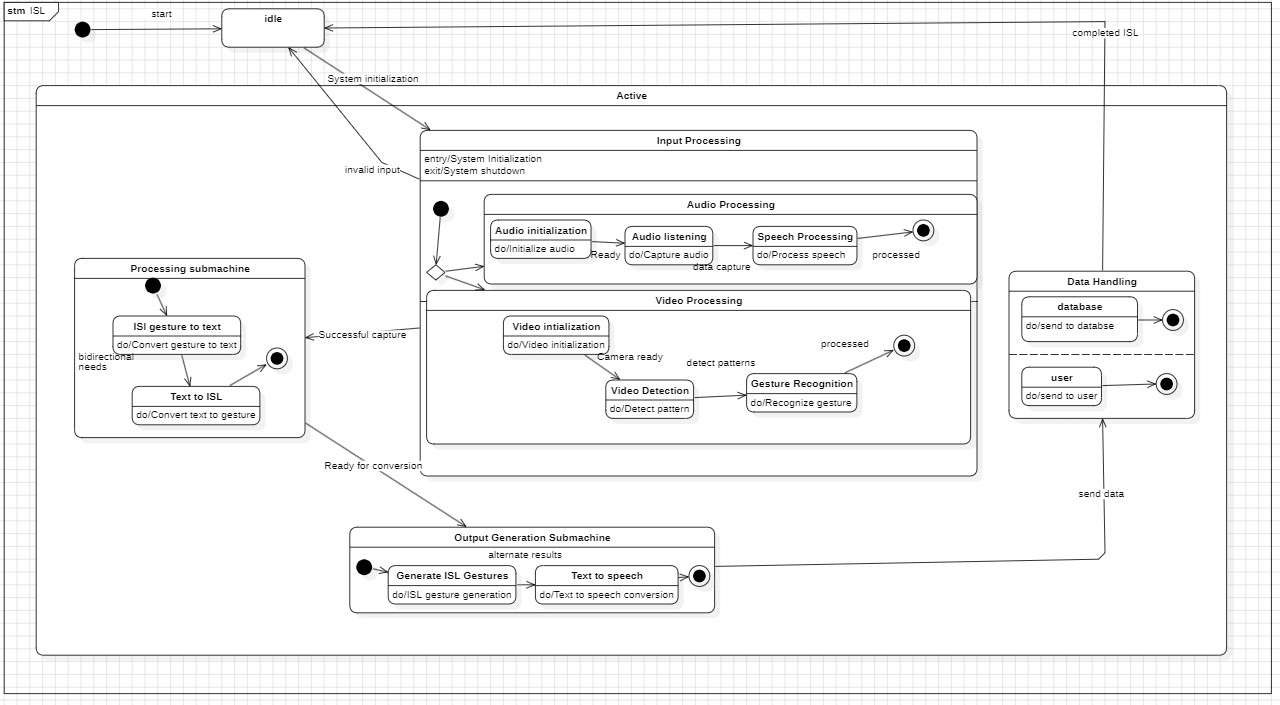 stm ISL
start
idle
completed ISL
System initialization
Active
Input Processing
entry/System Initialization
exit/System shutdown
invalid input
Audio Processing
Audio initialization
do/Initialize audio
Ready
Audio listening
do/Capture audio
data capture
Speech Processing
do/Process speech
processed
Video Processing
Video intialization
do/Video initialization
Camera ready
Video Detection
do/Detect pattern
detect patterns
Gesture Recognition
do/Recognize gesture
processed
Successful capture
Processing submachine
ISl gesture to text
do/Convert gesture to text
bidirectional
needs
Text to ISL
do/Convert text to gesture
Ready for conversion
Output Generation Submachine
alternate results
Generate ISL Gestures
do/ISL gesture generation
Text to speech
do/Text to speech conversion
send data
Data Handling
database
do/send to databse
user
do/send to user